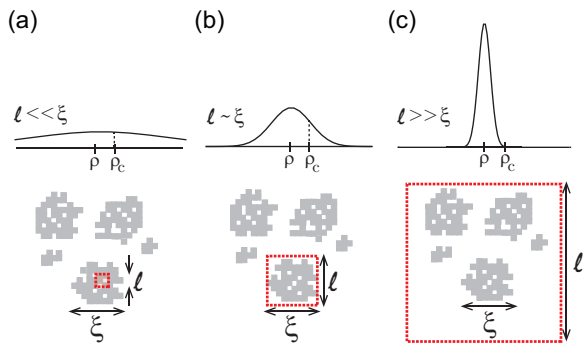 (a) (b) (c)
ℓ<<ξ ℓ~ξ ℓ>>ξ
ρ ρc ρ ρc ρ ρc
ℓ ℓ ℓ
ξ ξ ξ